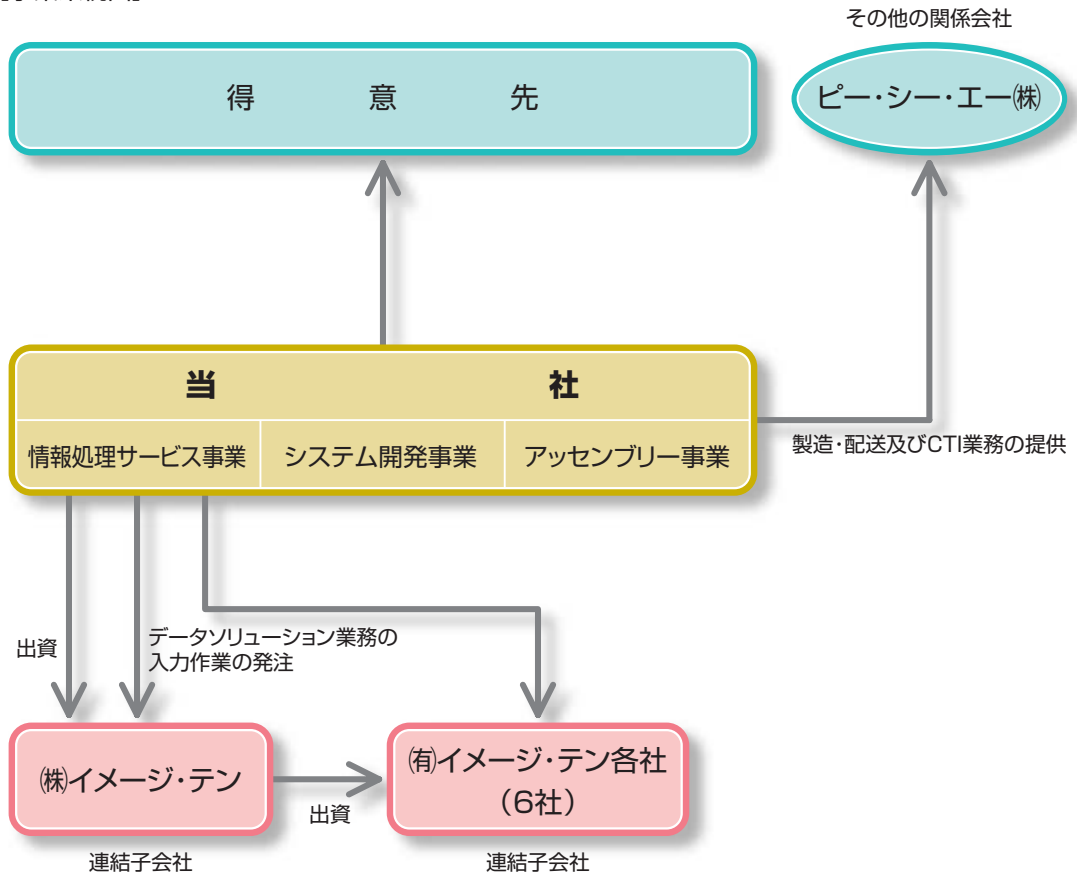 その他の関係会社
得意先
ピー・シー・エー㈱
当社
情報処理サービス事業
システム開発事業
アッセンブリー事業
製造・配送及びCTI業務の提供
出資
データソリューション業務の
入力作業の発注
㈱イメージ・テン
出資
㈲イメージ・テン各社
（6社）
連結子会社
連結子会社